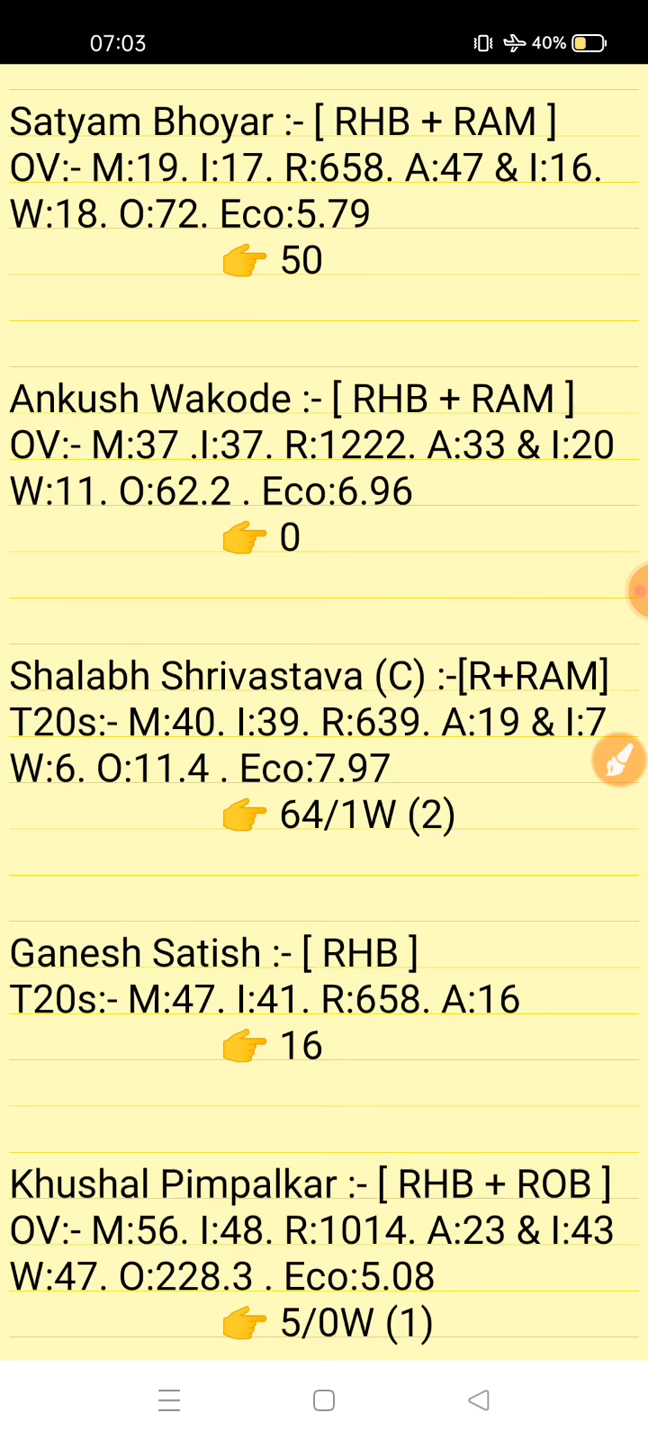 07:03
40%
Satyam Bhoyar :- [ RHB + RAM ]
OV:- M:19. I:17. R:658. A:47 & I:16.
W:18. O:72. Eco:5.79
👉 50
Ankush Wakode :- [ RHB + RAM ]
OV:- M:37 .I:37. R:1222. A:33 & I:20
W:11. O:62.2 . Eco:6.96
👉 0
Shalabh Shrivastava (C) :-[R+RAM]
T20s:- M:40. I:39. R:639. A:19 & I:7
W:6. O:11.4 . Eco:7.97
👉 64/1W (2)
Ganesh Satish :- [ RHB ]
T20s:- M:47. I:41. R:658. A:16
👉 16
Khushal Pimpalkar :- [ RHB + ROB ]
OV:- M:56. I:48. R:1014. A:23 & I:43
W:47. O:228.3 . Eco:5.08
👉 5/0W (1)